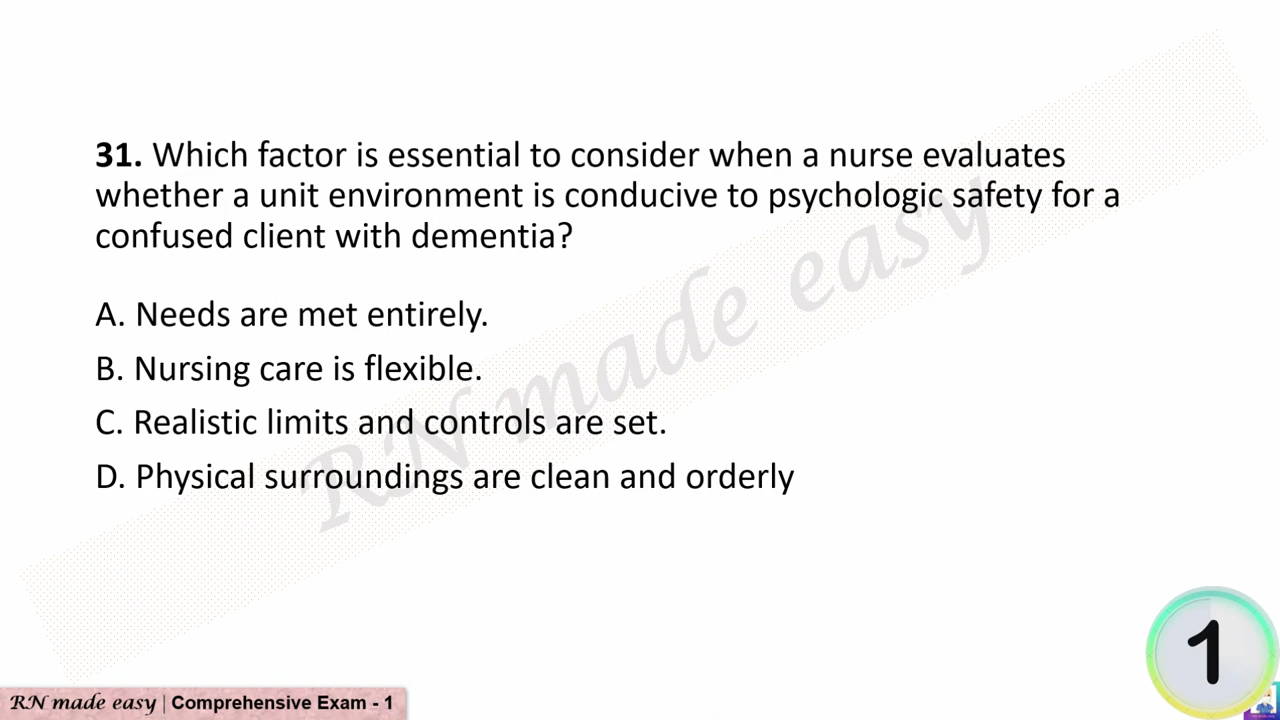 31. Which factor is essential to consider when a nurse evaluates
whether a unit environment is conducive to psychologic safety for a
confused client with dementia?
A. Needs are met entirely.
B. Nursing care is flexible.
C. Realistic limits and controls are set.
D. Physical surroundings are clean and orderly
RN made easy
1
RN made easy | Comprehensive Exam - 1